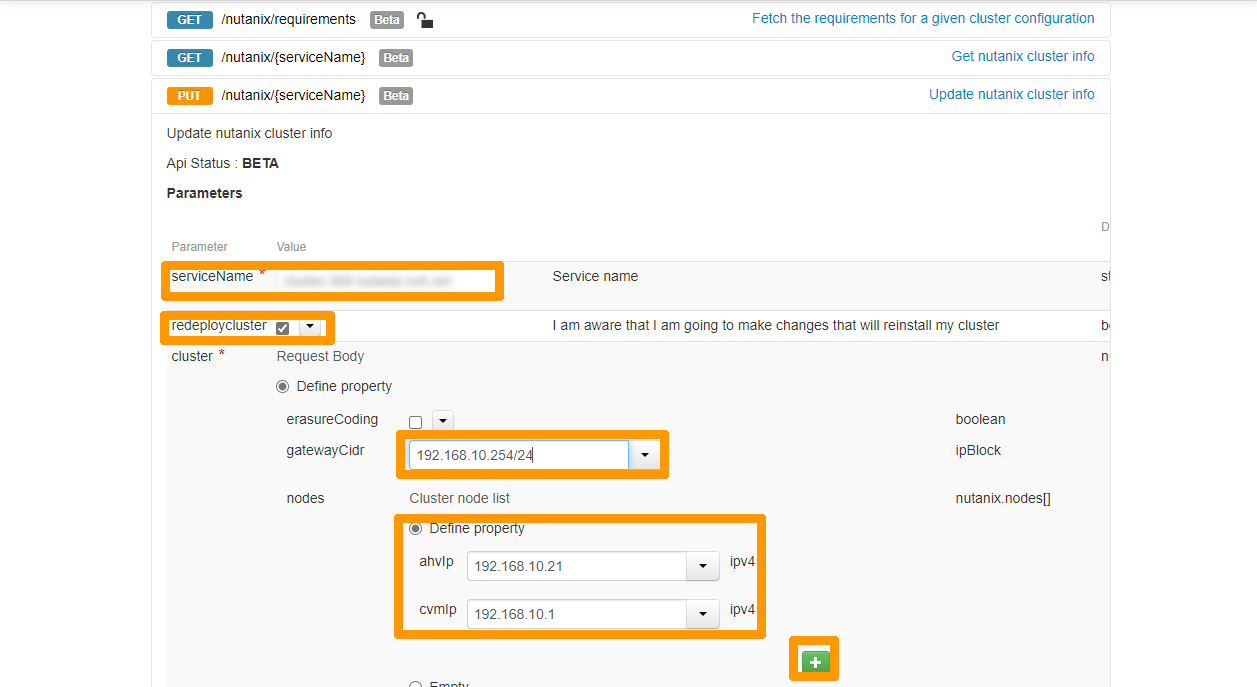 GET /nutanix/requirements Beta Fetch the requirements for a given cluster configuration
GET /nutanix/{serviceName} Beta Get nutanix cluster info
PUT /nutanix/{serviceName} Beta Update nutanix cluster info
Update nutanix cluster info
Api Status : BETA
Parameters
D
Parameter Value
serviceName * Service name st
redeploycluster I am aware that I am going to make changes that will reinstall my cluster
cluster * Request Body n
Define property
erasureCoding boolean
gatewayCidr 192.168.10.254/24 ipBlock
nodes Cluster node list nutanix.nodes[]
Define property
ahvIp 192.168.10.21 ipv4
cvmIp 192.168.10.1 ipv4
+
Empty